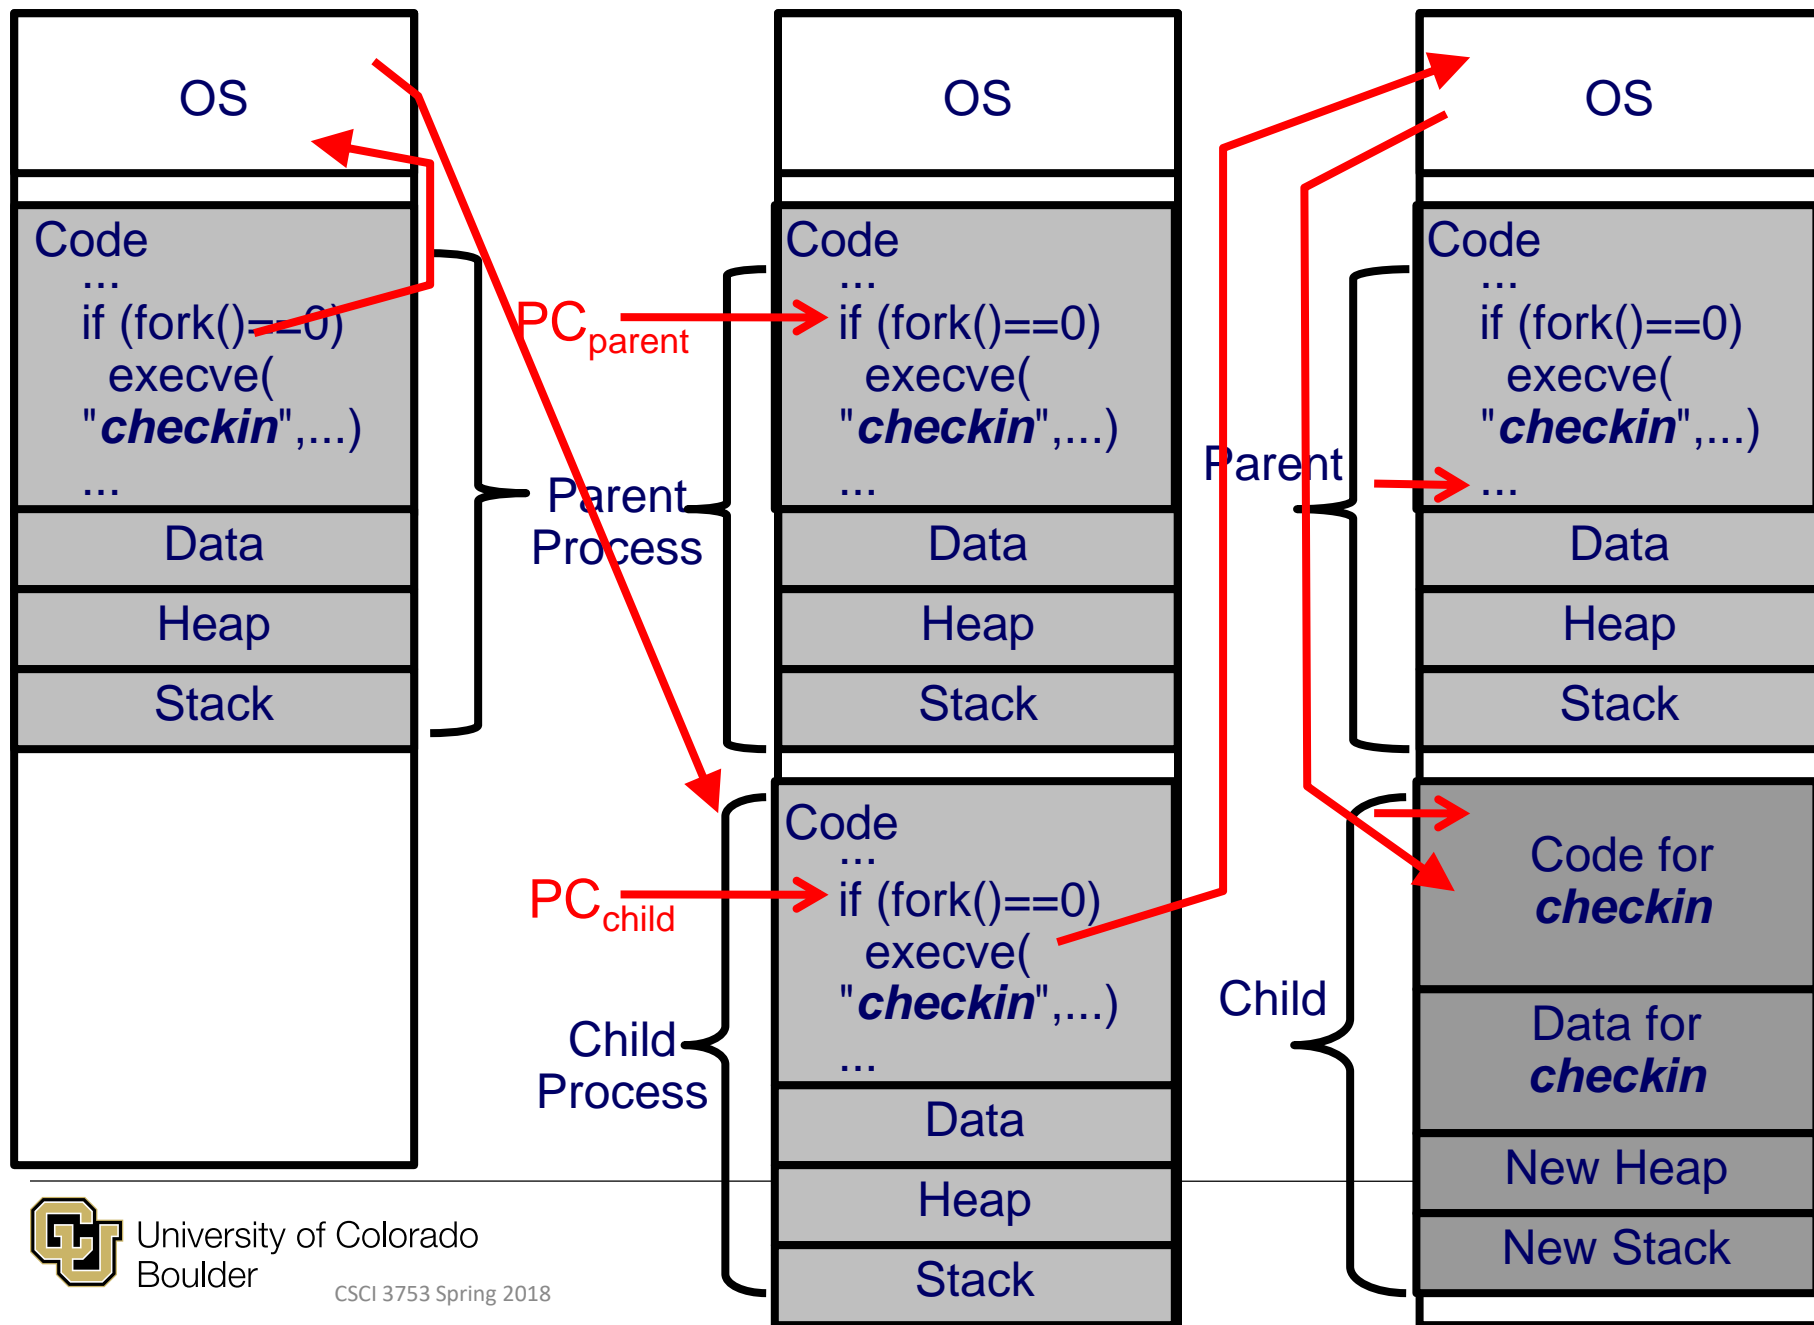 OS
Code
...
if (fork()==0)
execve(
"checkin",...)
...
Data
Heap
Stack
Parent
Process
OS
PCparent
Code
...
if (fork()==0)
execve(
"checkin",...)
...
Data
Heap
Stack
PCchild
Child
Process
Code
...
if (fork()==0)
execve(
"checkin",...)
...
Data
Heap
Stack
OS
Parent
Code
...
if (fork()==0)
execve(
"checkin",...)
...
Data
Heap
Stack
Child
Code for
checkin
Data for
checkin
New Heap
New Stack
CU
University of Colorado
Boulder
CSCI 3753 Spring 2018